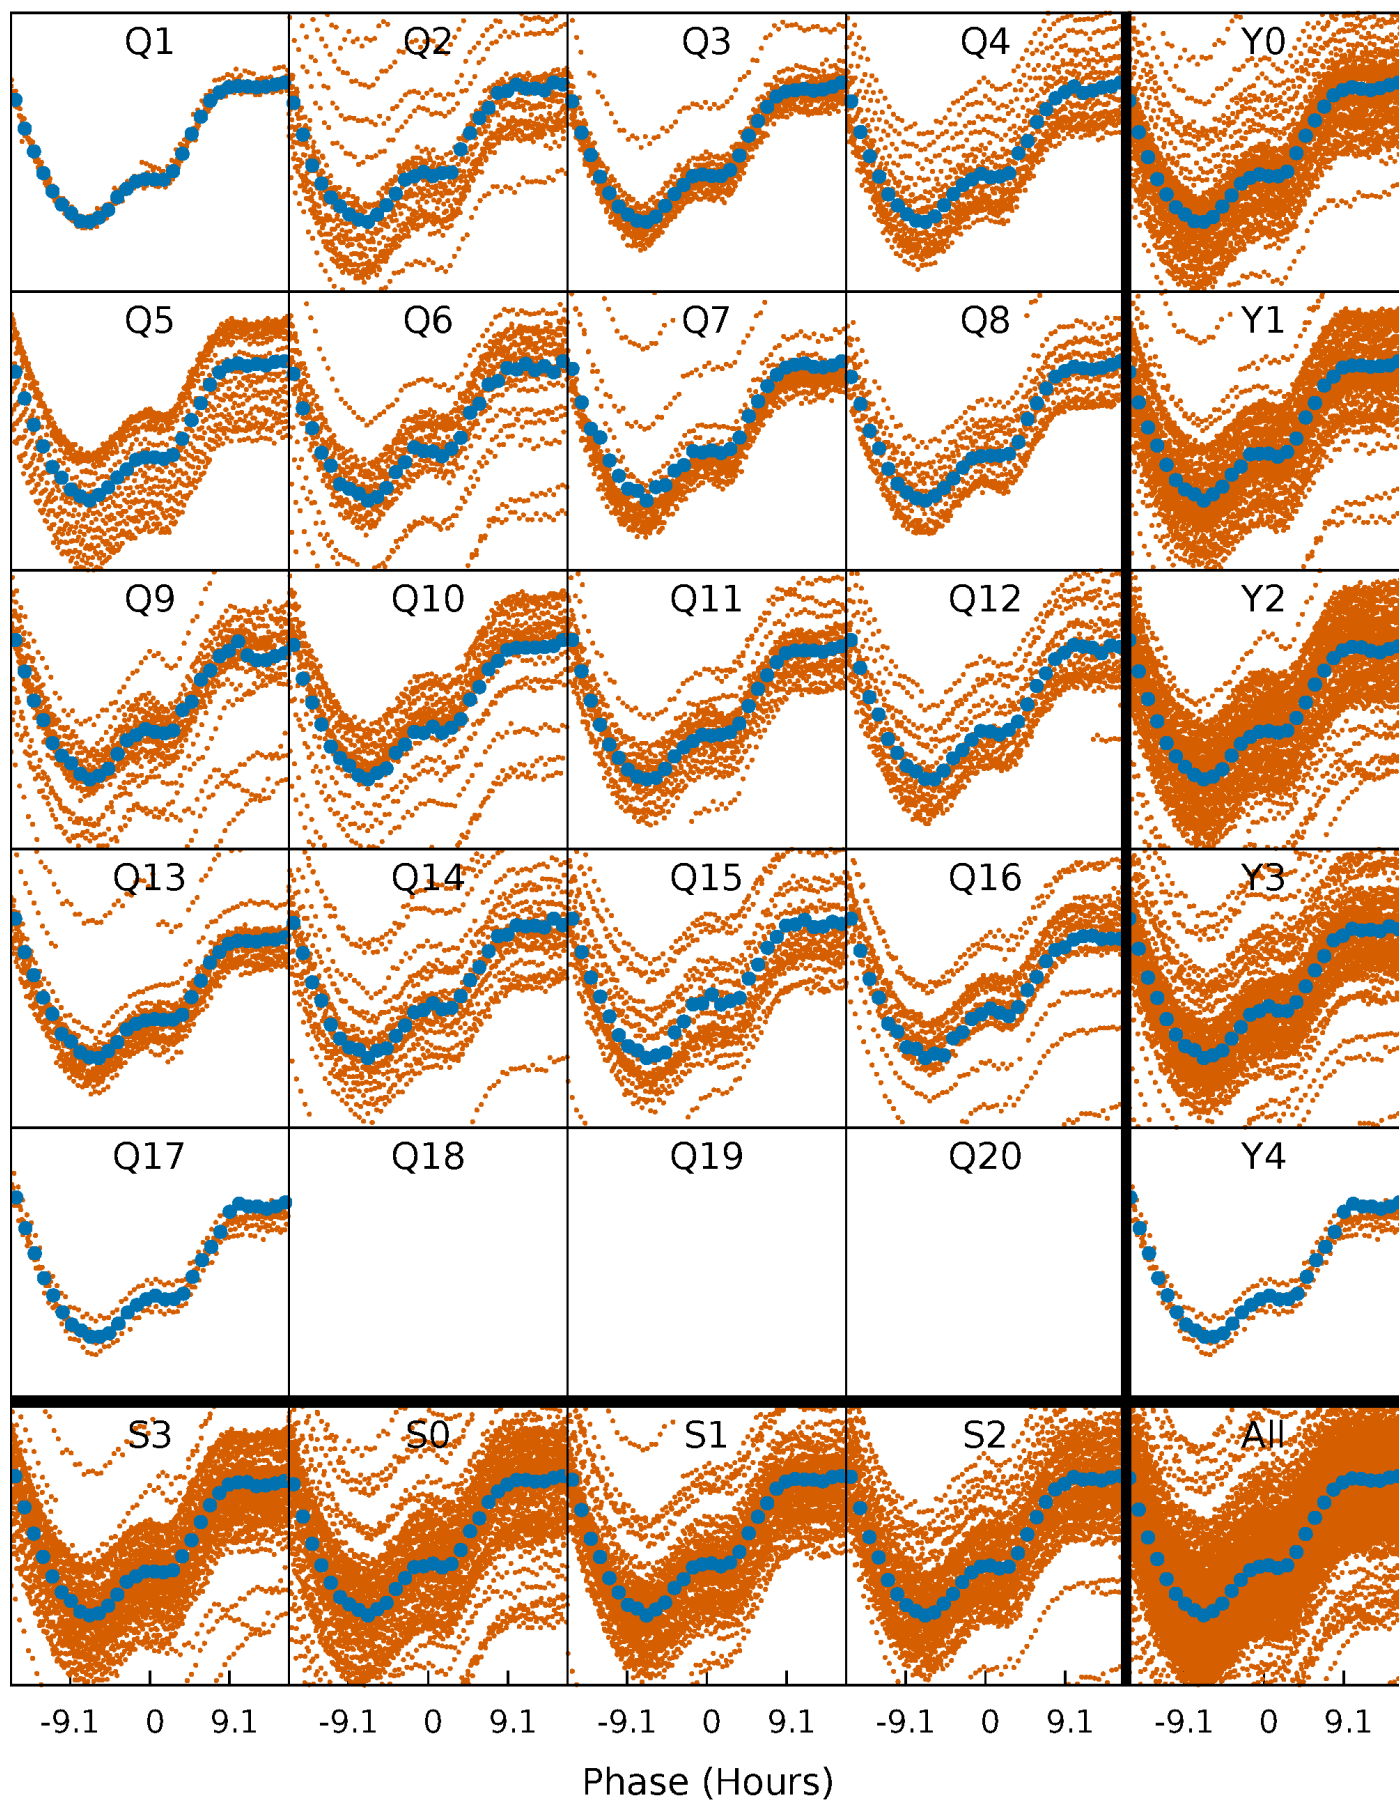 Q1 Q2 Q3 Q4 Y0
Q5 Q6 Q7 Q8 Y1
Q9 Q10 Q11 Q12 Y2
Q13 Q14 Q15 Q16 Y3
Q17 Q18 Q19 Q20 Y4
S3 S0 S1 S2 All
-9.1 0 9.1 -9.1 0 9.1 -9.1 0 9.1 -9.1 0 9.1 -9.1 0 9.1
Phase (Hours)